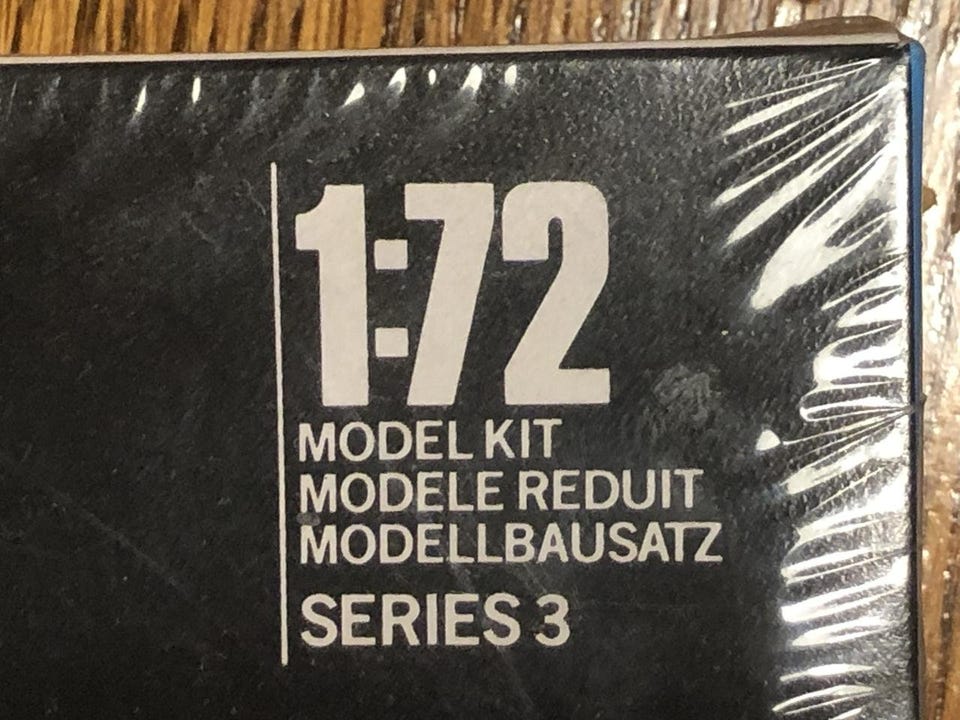 1:72
MODEL KIT
MODELE REDUIT
MODELLBAUSATZ
SERIES 3